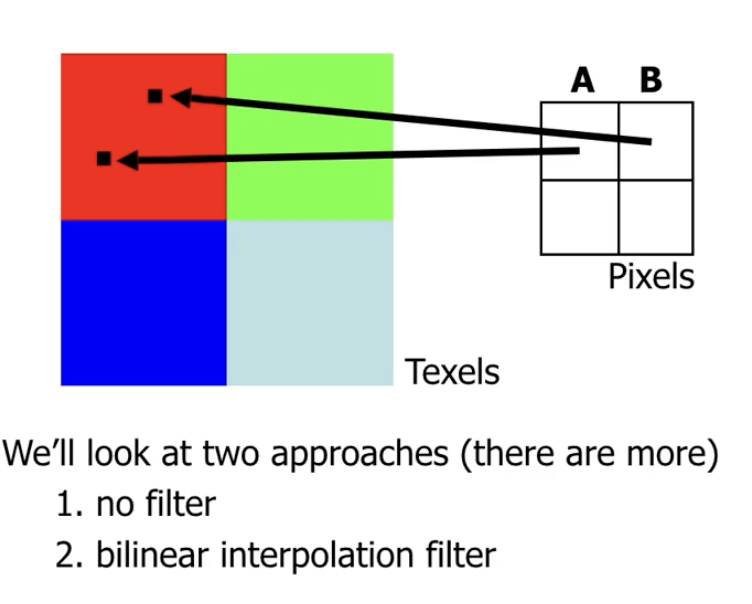 A B
Pixels
Texels
We’ll look at two approaches (there are more)
1. no filter
2. bilinear interpolation filter